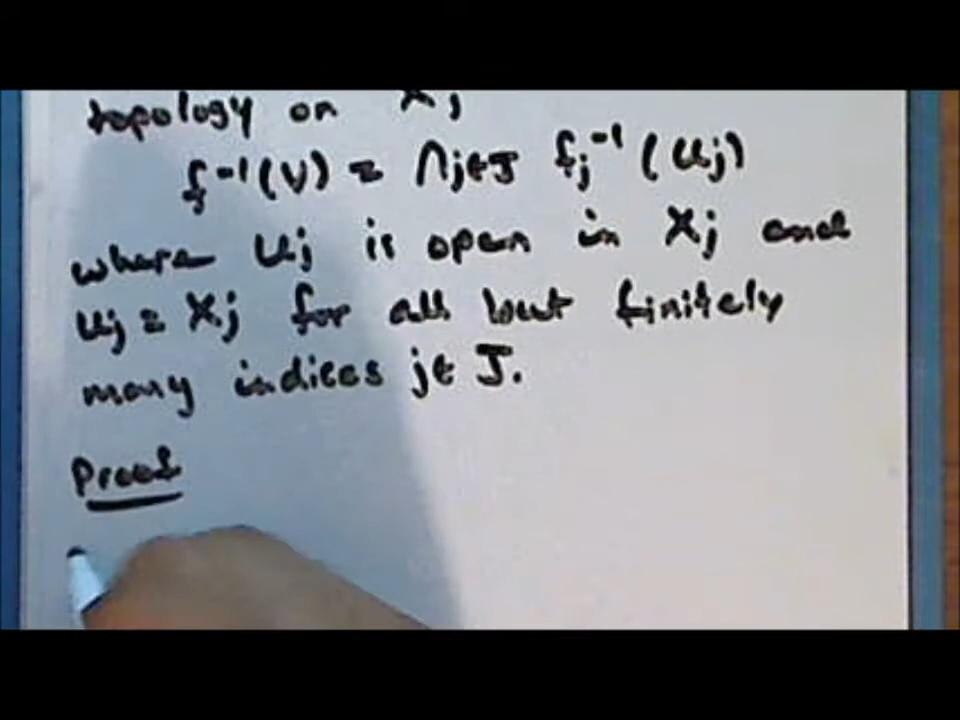 topology on Xj
f⁻¹(V) = ∩j∈J fj⁻¹(Uj)
where Uj is open in Xj and
Uj = Xj for all but finitely
many indices j∈ J.
Proof